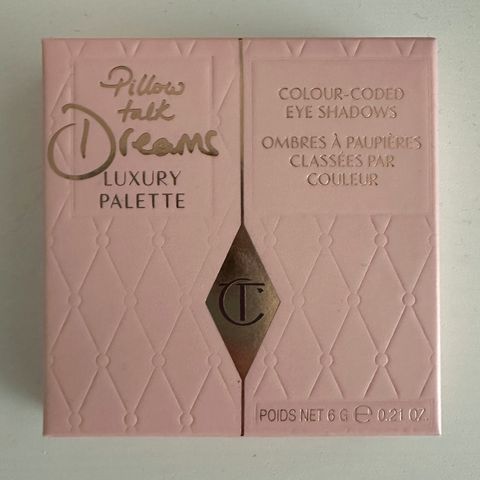 Pillow
talk
Dreams
LUXURY
PALETTE
COLOUR-CODED
EYE SHADOWS
OMBRES À PAUPIÈRES
CLASSÉES PAR
COULEUR
CT
POIDS NET 6 G ℮ 0.21 OZ.